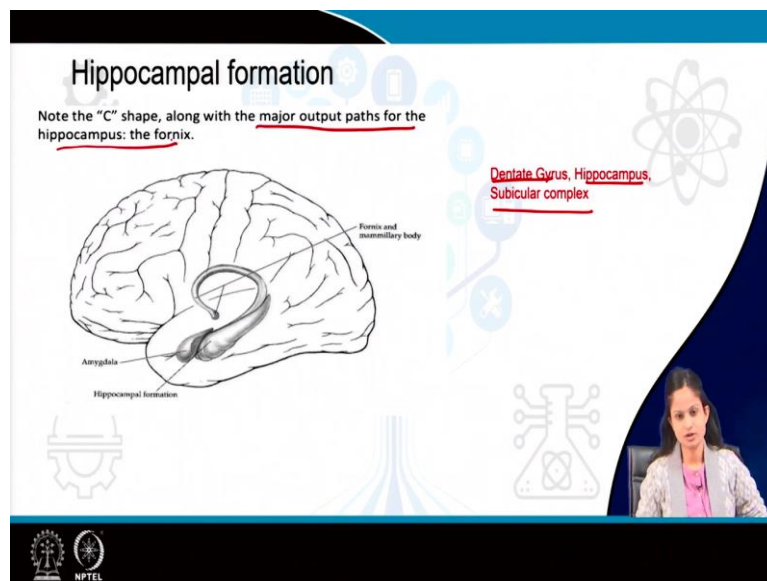 Hippocampal formation
Note the “C” shape, along with the major output paths for the
hippocampus: the fornix.
Dentate Gyrus, Hippocampus,
Subicular complex
Fornix and
mammillary body
Amygdala
Hippocampal formation
NPTEL